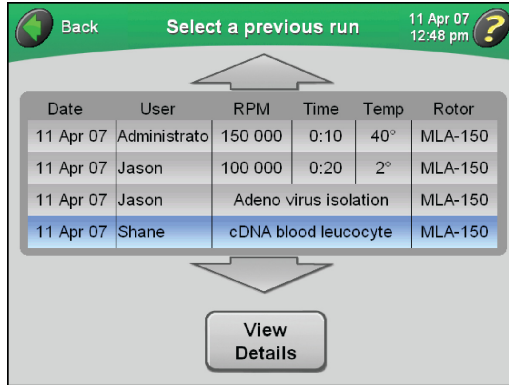 Back
Select a previous run
11 Apr 07
12:48 pm
?
Date User RPM Time Temp Rotor
11 Apr 07 Administrato 150 000 0:10 40° MLA-150
11 Apr 07 Jason 100 000 0:20 2° MLA-150
11 Apr 07 Jason Adeno virus isolation MLA-150
11 Apr 07 Shane cDNA blood leucocyte MLA-150
View
Details